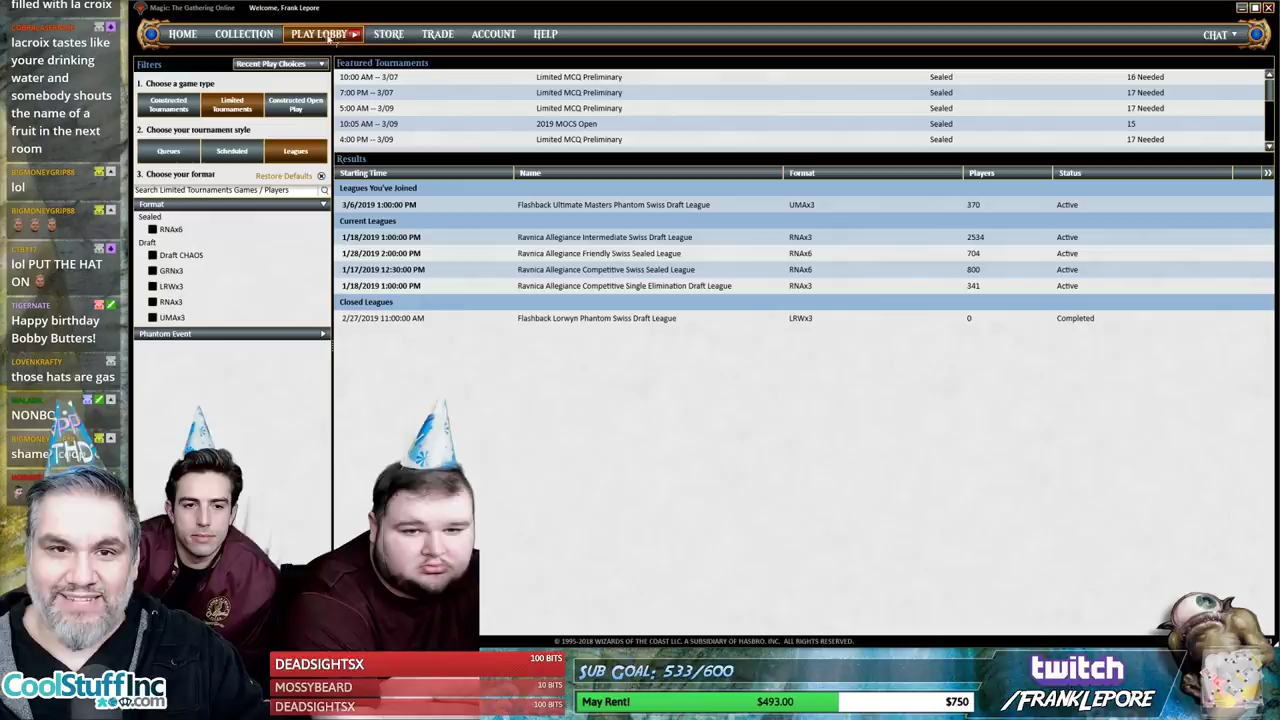 filled with la croix
lacroix tastes like
youre drinking
water and
somebody shouts
the name of a
fruit in the next
room
BIGMONEYGRIP88
lol
BIGMONEYGRIP88
CTB117
lol PUT THE HAT
ON
TIGERNATE
Happy birthday
Bobby Butters!
LOVENKRAFTY
those hats are gas
NONBO
shame
Magic: The Gathering Online Welcome, Frank Lepore
HOME COLLECTION PLAY LOBBY STORE TRADE ACCOUNT HELP CHAT
Filters Recent Play Choices
1. Choose a game type
Constructed Tournaments Limited Tournaments Constructed Open Play
2. Choose your tournament style
Queues Scheduled Leagues
3. Choose your format Restore Defaults
Search Limited Tournaments Games / Players
Format
Sealed
RNAx6
Draft
Draft CHAOS
GRNx3
LRWx3
RNAx3
UMAx3
Phantom Event
Featured Tournaments
10:00 AM -- 3/07 Limited MCQ Preliminary Sealed 16 Needed
7:00 PM -- 3/07 Limited MCQ Preliminary Sealed 17 Needed
5:00 AM -- 3/09 Limited MCQ Preliminary Sealed 17 Needed
10:05 AM -- 3/09 2019 MOCS Open Sealed 15
4:00 PM -- 3/09 Limited MCQ Preliminary Sealed 17 Needed
Results
Starting Time Name Format Players Status
Leagues You've Joined
3/6/2019 1:00:00 PM Flashback Ultimate Masters Phantom Swiss Draft League UMAx3 370 Active
Current Leagues
1/18/2019 1:00:00 PM Ravnica Allegiance Intermediate Swiss Draft League RNAx3 2534 Active
1/28/2019 2:00:00 PM Ravnica Allegiance Friendly Swiss Sealed League RNAx6 704 Active
1/17/2019 12:30:00 PM Ravnica Allegiance Competitive Swiss Sealed League RNAx6 800 Active
1/18/2019 1:00:00 PM Ravnica Allegiance Competitive Single Elimination Draft League RNAx3 341 Active
Closed Leagues
2/27/2019 11:00:00 AM Flashback Lorwyn Phantom Swiss Draft League LRWx3 0 Completed
© 1995-2018 WIZARDS OF THE COAST LLC, A SUBSIDIARY OF HASBRO, INC. ALL RIGHTS RESERVED.
CoolStuffInc
.com
DEADSIGHTSX 100 BITS
MOSSYBEARD 10 BITS
DEADSIGHTSX 100 BITS
SUB GOAL: 533/600
May Rent! $493.00 $750
twitch
/FRANKLEPORE